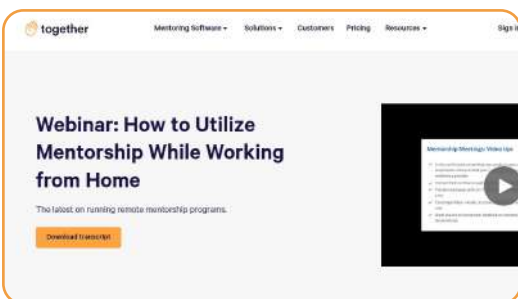 together
Mentoring Software
Solutions
Customers
Pricing
Resources
Sign i
Webinar: How to Utilize
Mentorship While Working
from Home
The latest on running remote mentorship programs.
Download transcript
Mentorship Meetings: Video tips